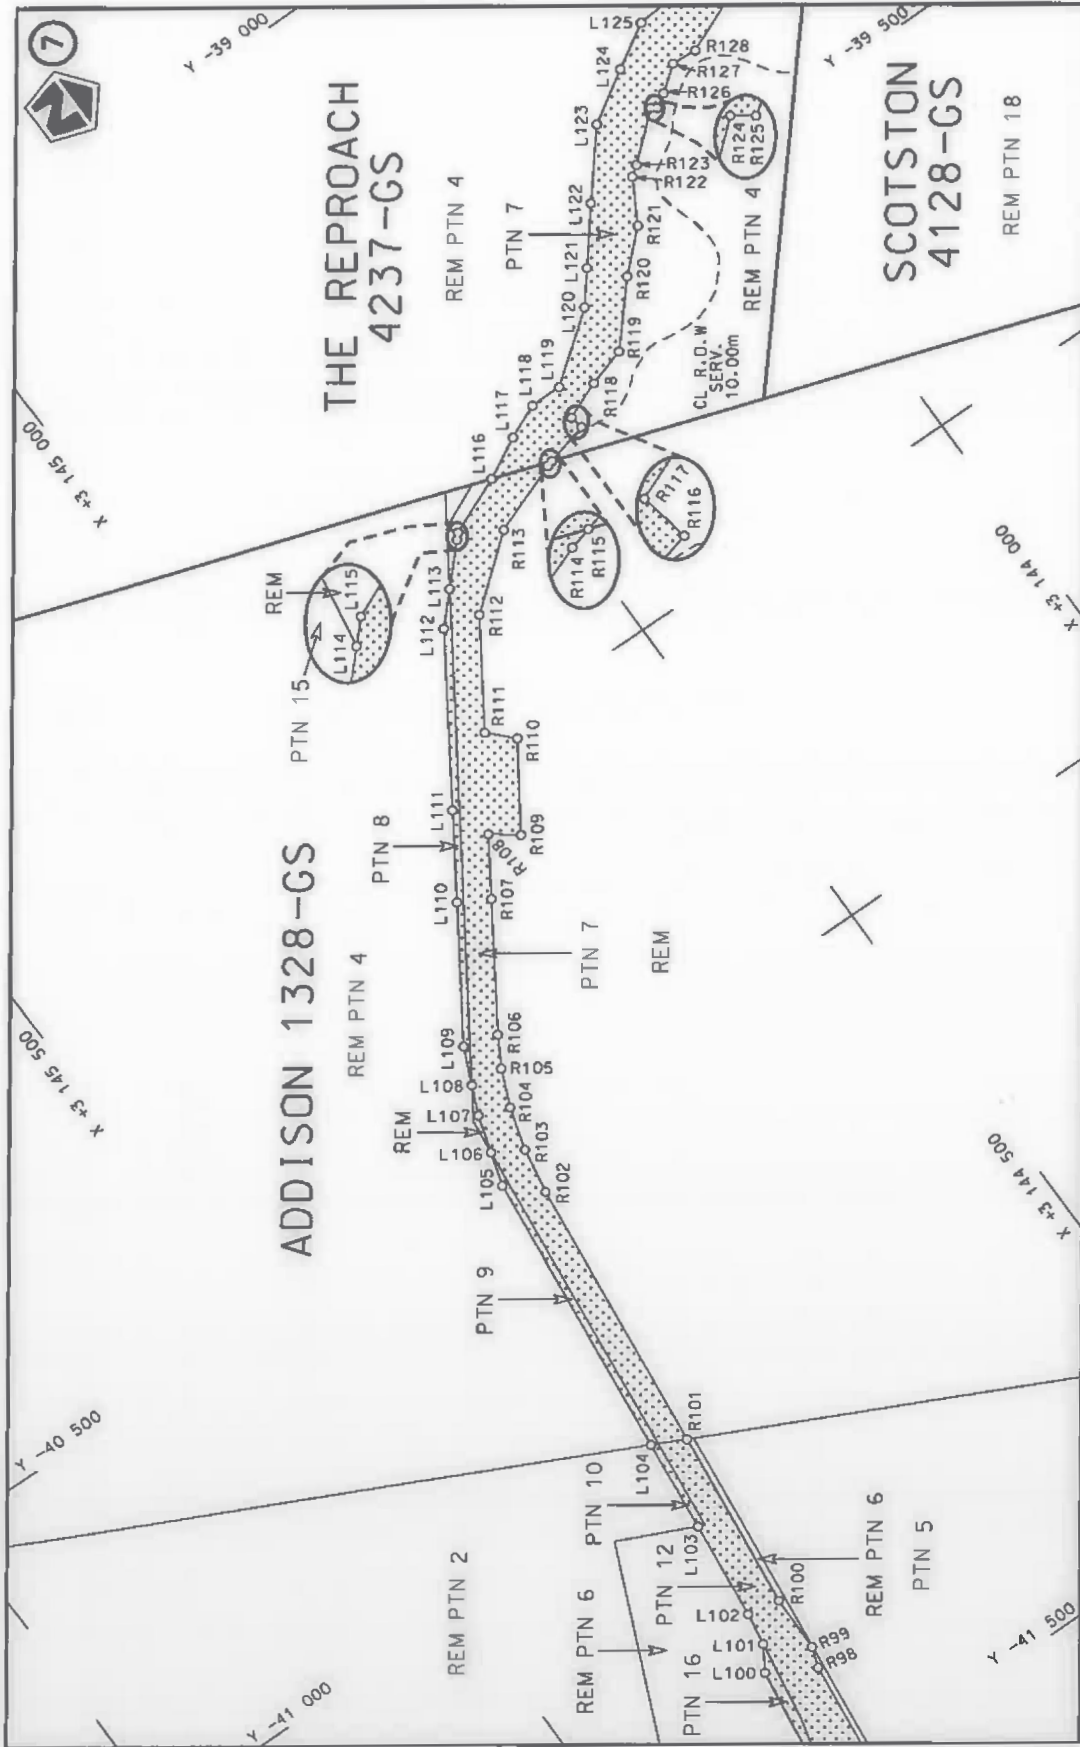 7
Y -39 000
Y -39 500
THE REPROACH
4237-GS
REM PTN 4
PTN 7
SCOTSTON
4128-GS
REM PTN 18
REM PTN 4
CL R.O.W
SERV.
10.00m
L125
L124
L123
L122
L121
L120
L119
L118
L117
L116
R128
R127
R126
R124
R125
R123
R122
R121
R120
R119
R118
R117
R116
R114
R115
R113
R112
R111
R110
R109
R108
R107
R106
R105
R104
R103
R102
R101
R100
R99
R98
X +3 145 000
X +3 144 000
REM
PTN 15
L114
L115
L113
L112
L111
L110
L109
L108
L107
L106
L105
L104
L103
L102
L101
L100
ADDISON 1328-GS
REM PTN 4
PTN 8
PTN 7
REM
REM
PTN 9
X +3 145 500
X +3 144 500
Y -40 500
Y -41 000
Y -41 500
REM PTN 2
PTN 10
REM PTN 6
PTN 12
PTN 16
REM PTN 6
PTN 5